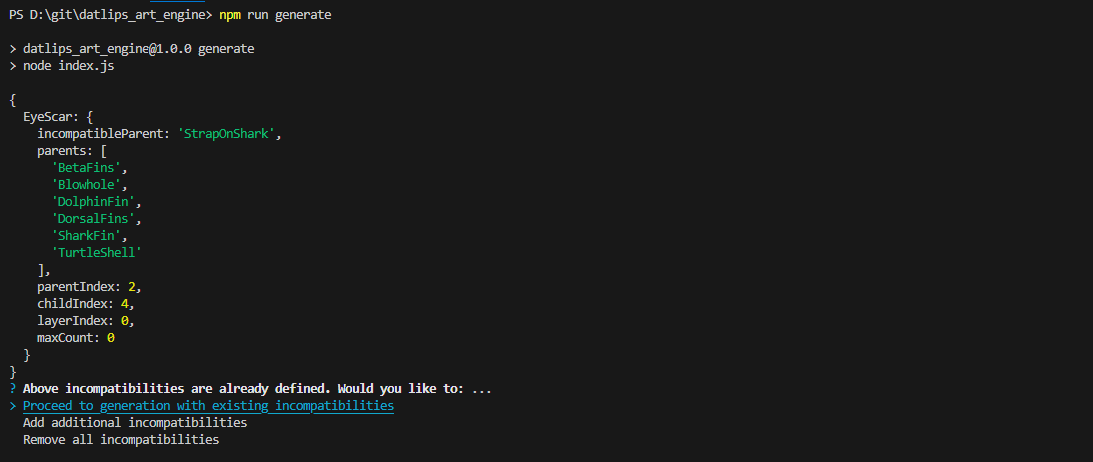 PS D:\git\datlips_art_engine> npm run generate
> datlips_art_engine@1.0.0 generate
> node index.js
{
  EyeScar: {
    incompatibleParent: 'StrapOnShark',
    parents: [
      'BetaFins',
      'Blowhole',
      'DolphinFin',
      'DorsalFins',
      'SharkFin',
      'TurtleShell'
    ],
    parentIndex: 2,
    childIndex: 4,
    layerIndex: 0,
    maxCount: 0
  }
}
? Above incompatibilities are already defined. Would you like to: ...
> Proceed to generation with existing incompatibilities
  Add additional incompatibilities
  Remove all incompatibilities